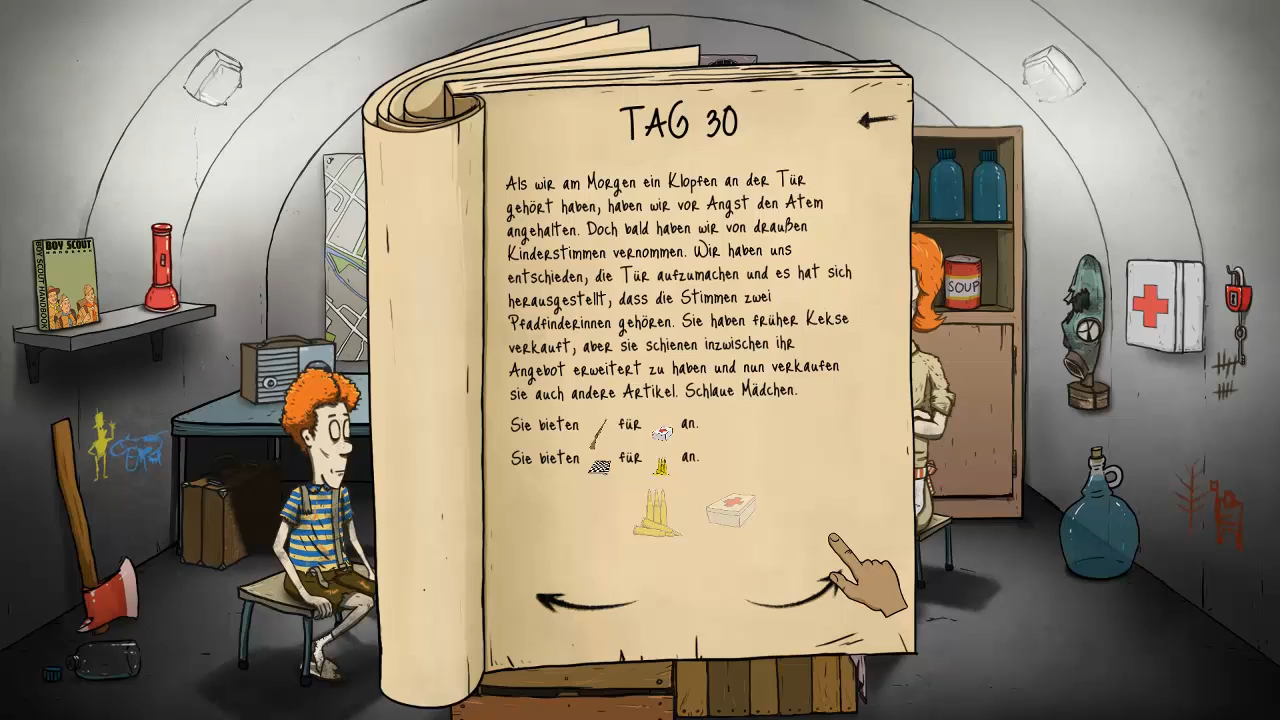 TAG 30
Als wir am Morgen ein Klopfen an der Tür
gehört haben, haben wir vor Angst den Atem
angehalten. Doch bald haben wir von draußen
Kinderstimmen vernommen. Wir haben uns
entschieden, die Tür aufzumachen und es hat sich
herausgestellt, dass die Stimmen zwei
Pfadfinderinnen gehören. Sie haben früher Kekse
verkauft, aber sie schienen inzwischen ihr
Angebot erweitert zu haben und nun verkaufen
sie auch andere Artikel. Schlaue Mädchen.
Sie bieten für an.
Sie bieten für an.
BOY SCOUT
HANDBOOK
BOY SCOUT HANDBOOK
SOUP